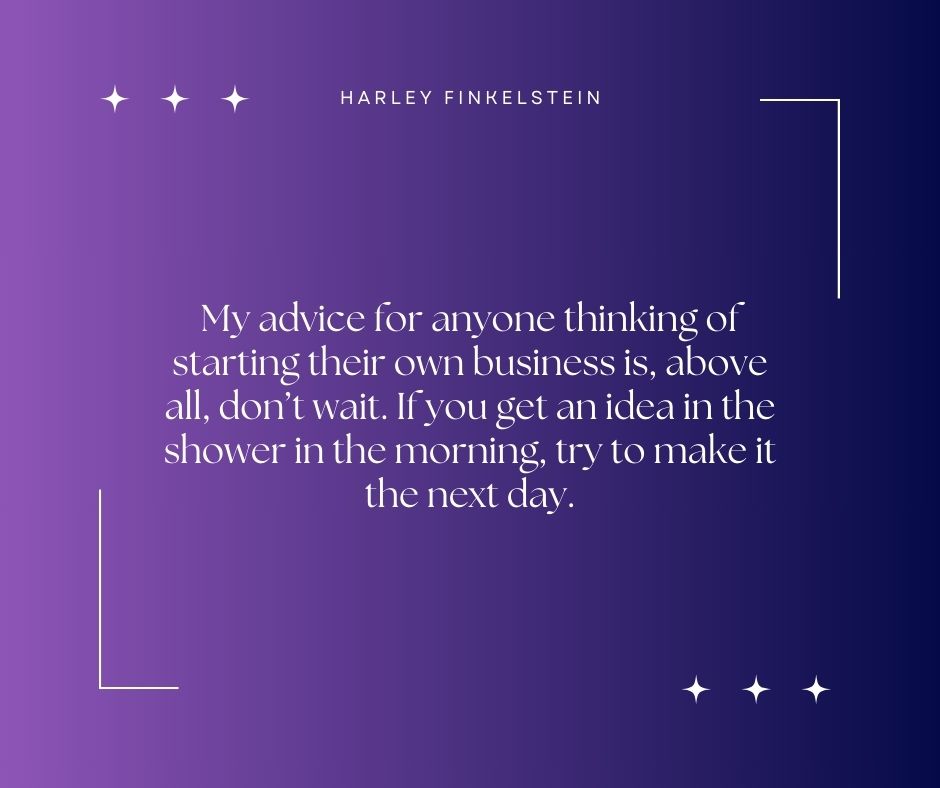 HARLEY FINKELSTEIN
My advice for anyone thinking of
starting their own business is, above
all, don’t wait. If you get an idea in the
shower in the morning, try to make it
the next day.